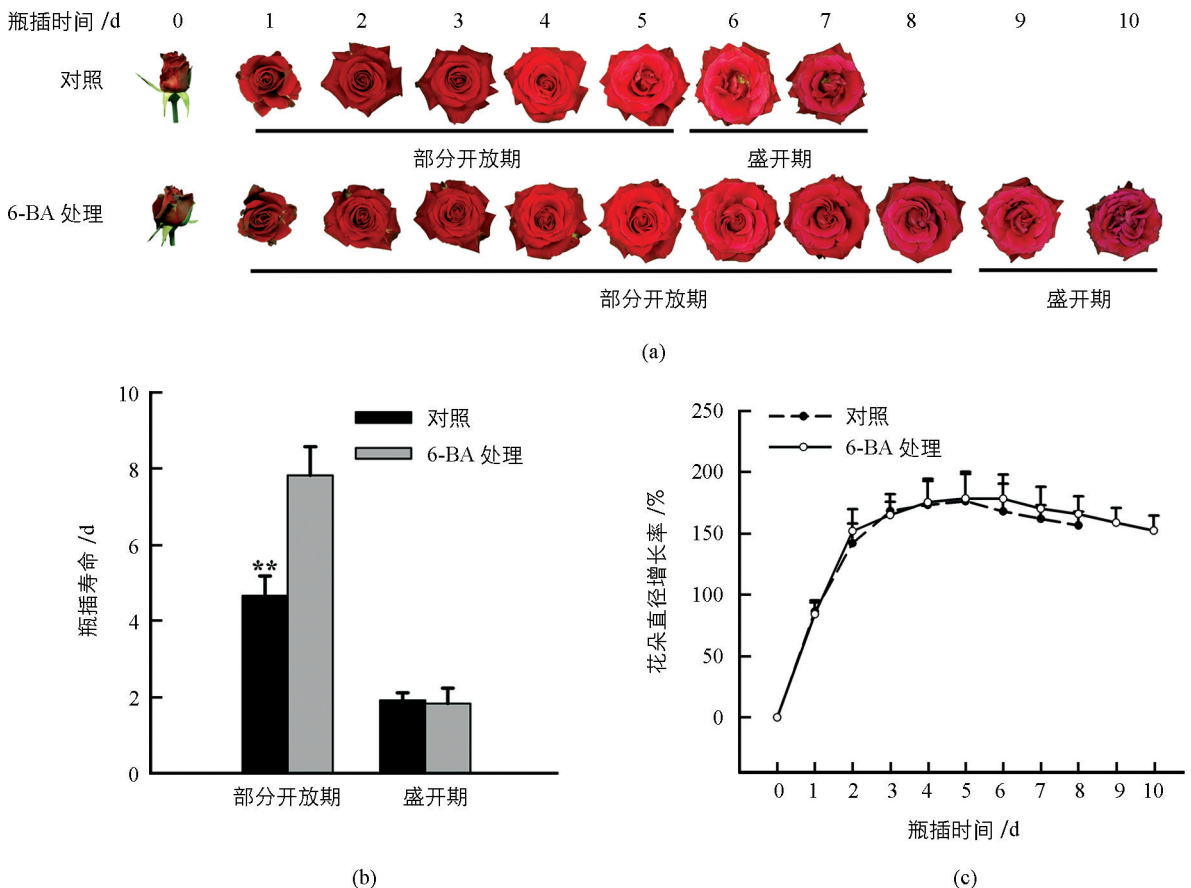 瓶插时间 /d 0 1 2 3 4 5 6 7 8 9 10
对照
部分开放期 盛开期
6-BA 处理
部分开放期 盛开期
(a)
10
8
6
4
2
0
瓶插寿命 /d
对照
6-BA 处理
**
部分开放期 盛开期
(b)
250
200
150
100
50
0
花朵直径增长率 /%
对照
6-BA 处理
0 1 2 3 4 5 6 7 8 9 10
瓶插时间 /d
(c)